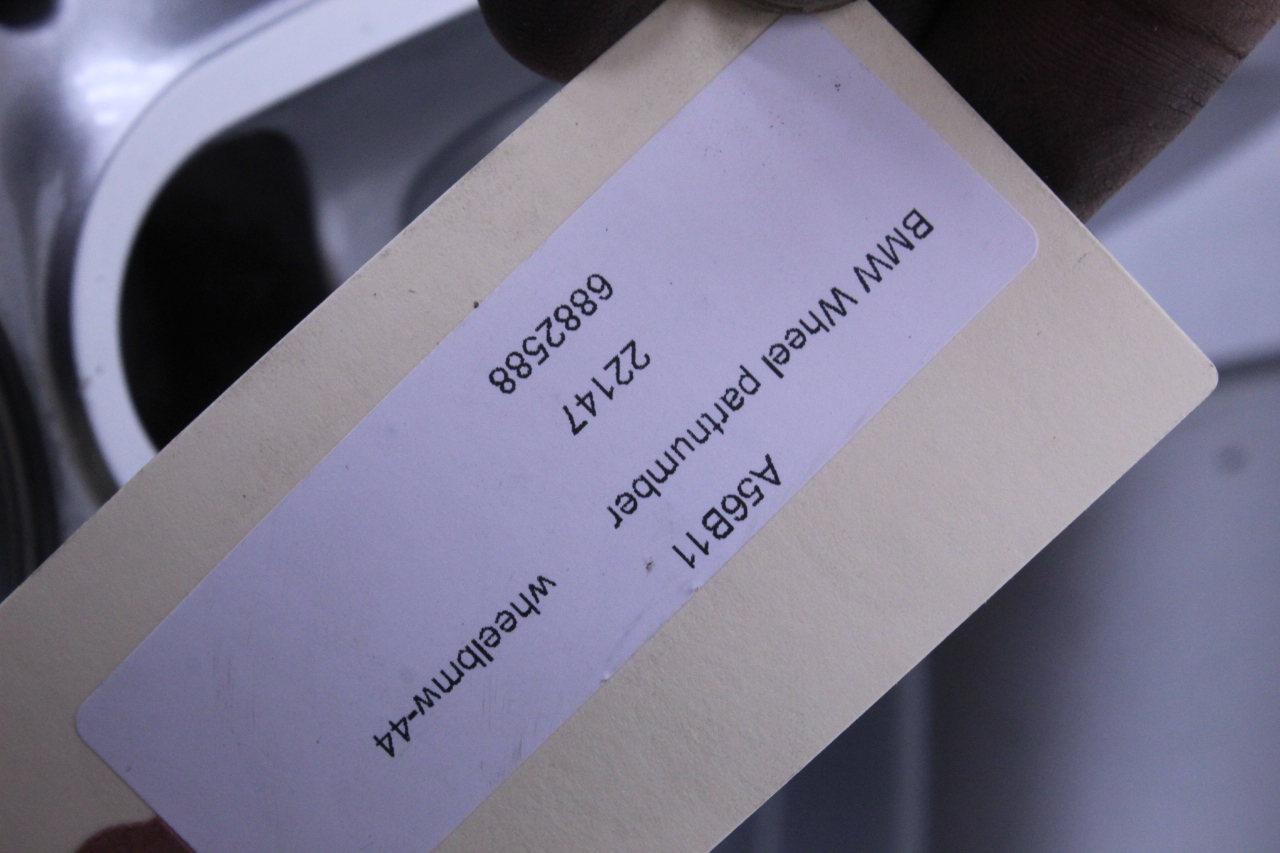 A56B11
BMW Wheel partnumber wheelbmw-44
22147
6882588